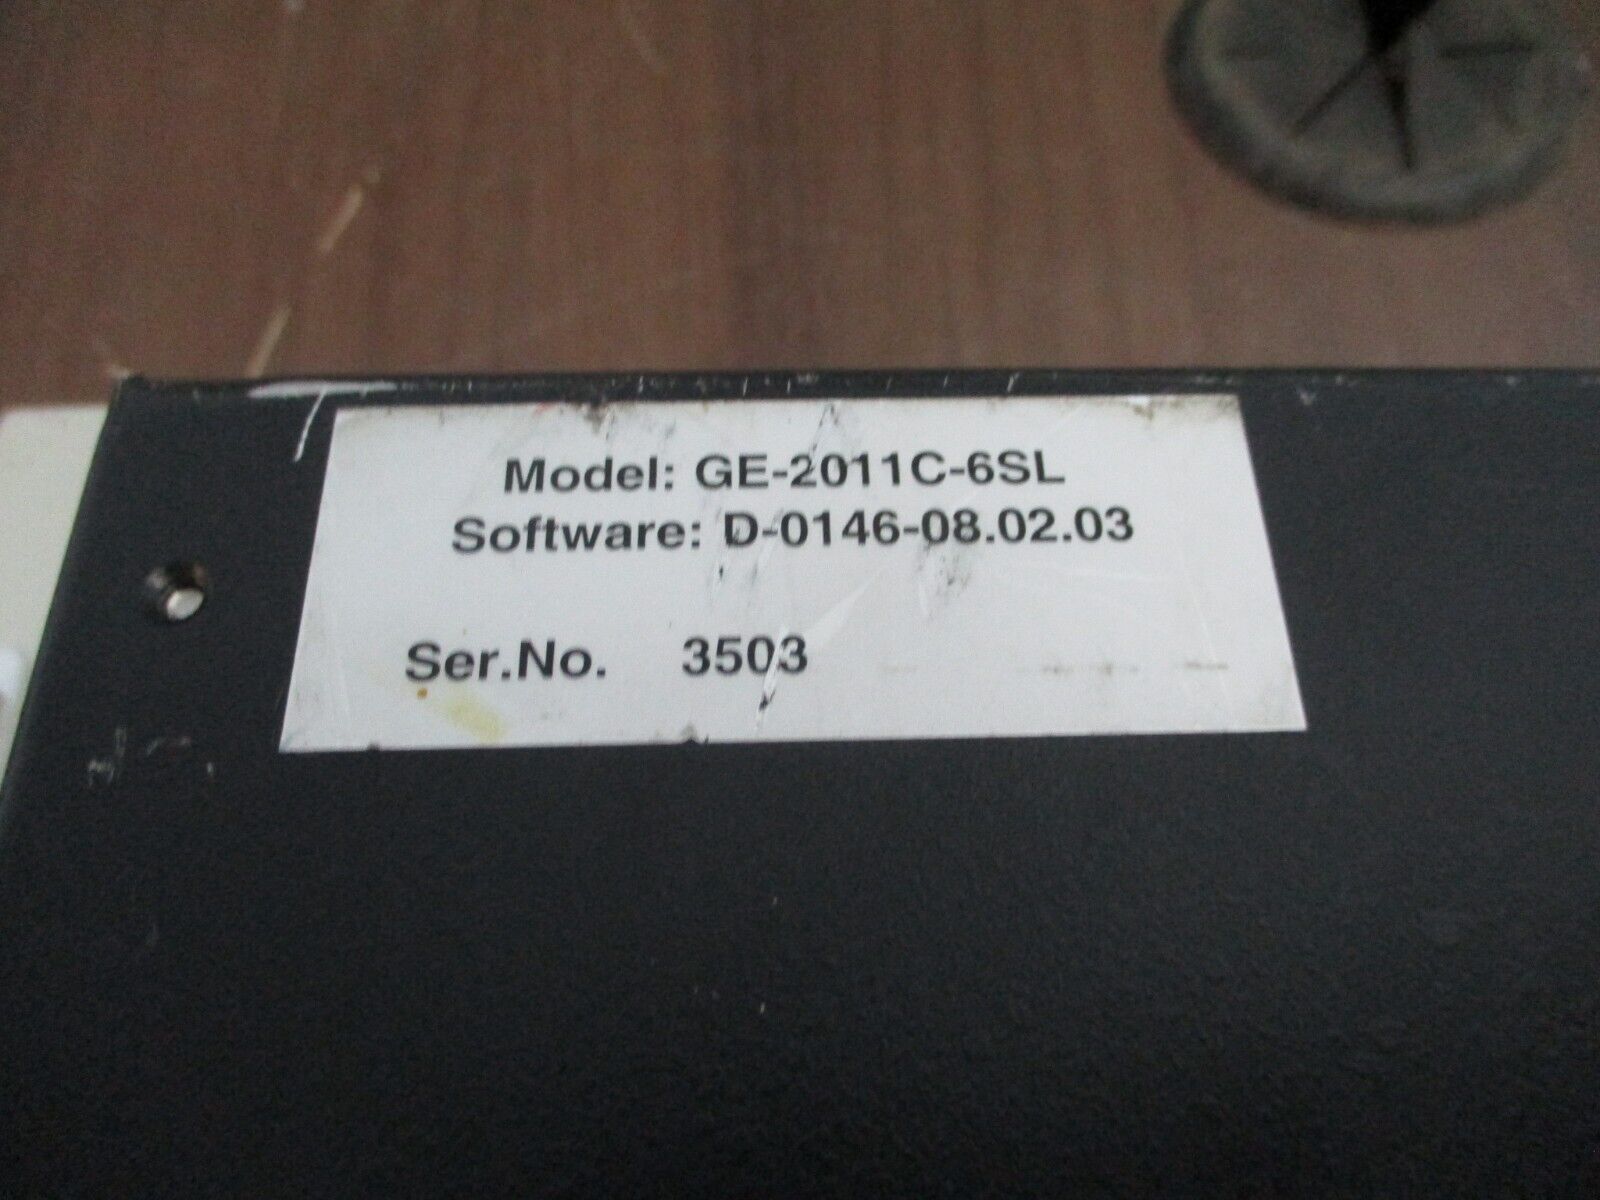 Model: GE-2011C-6SL
Software: D-0146-08.02.03
Ser.No. 3503